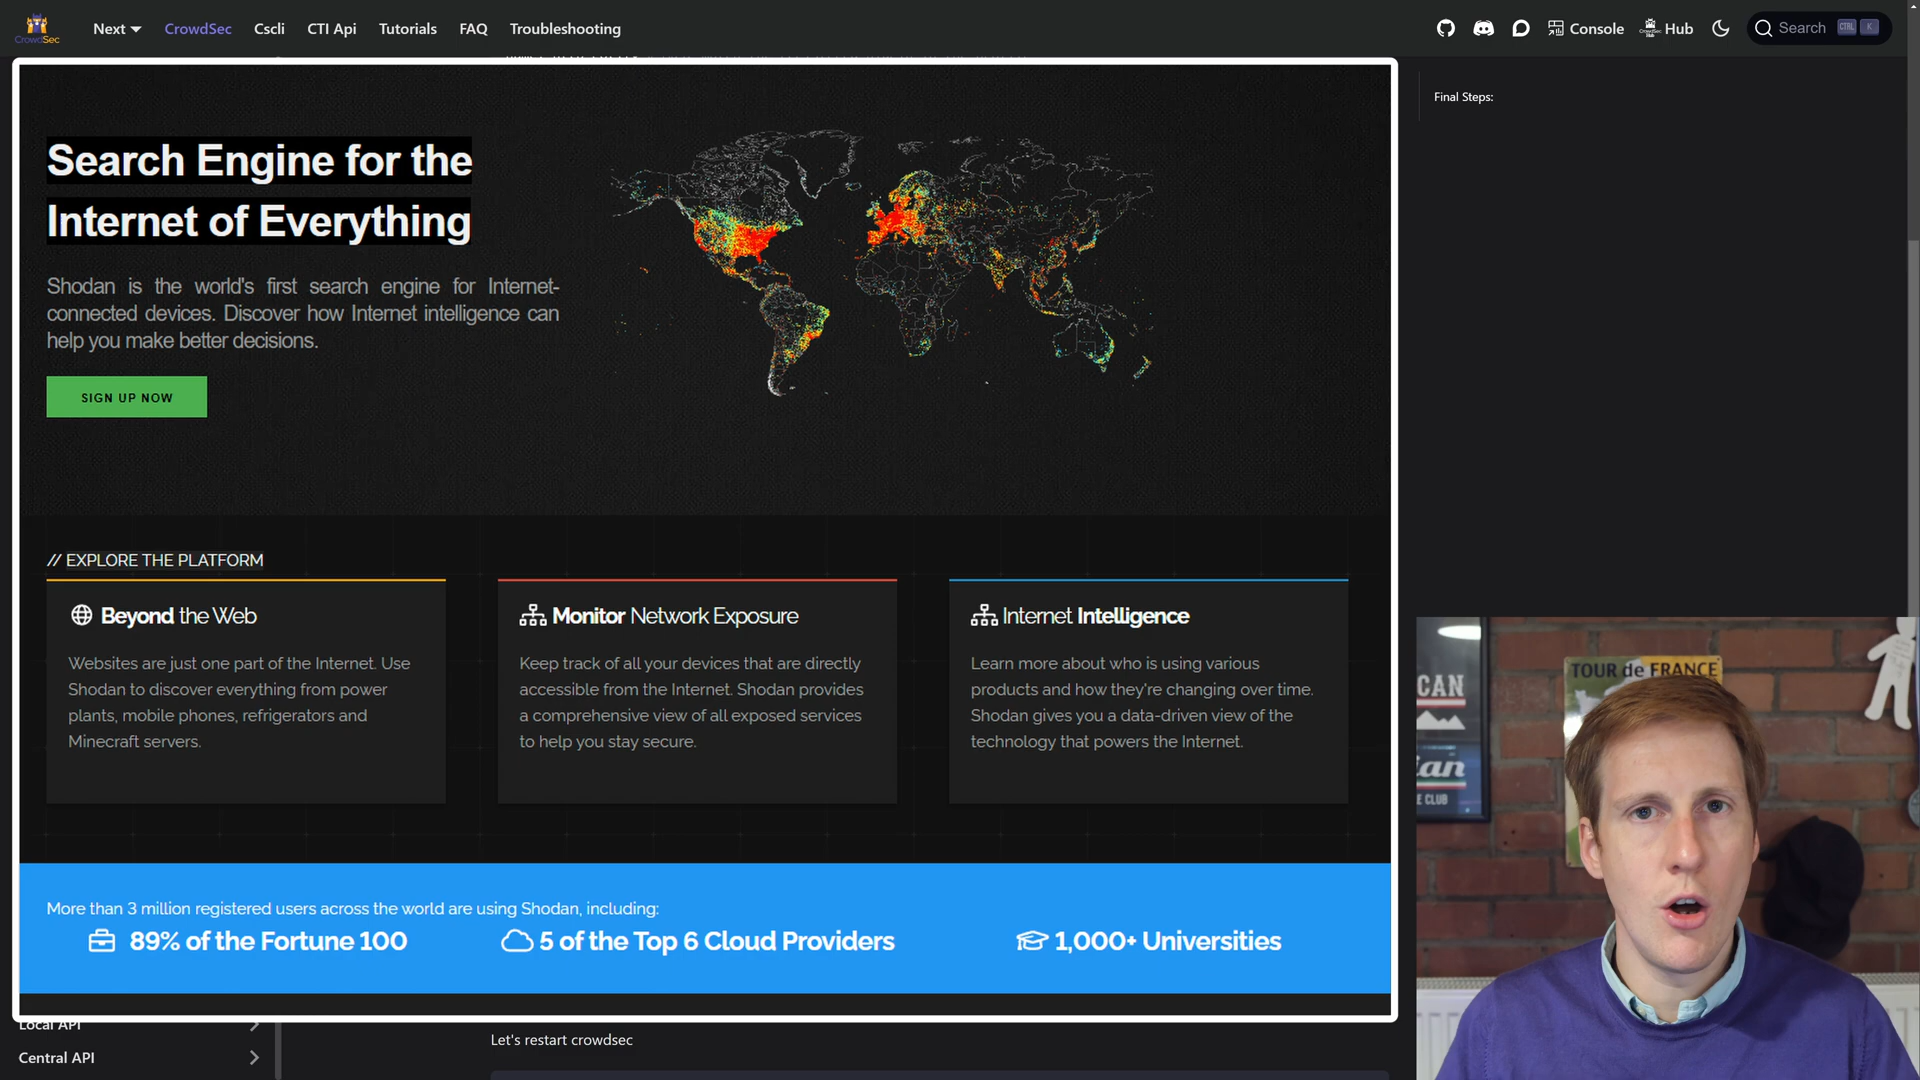 CrowdSec
Next
CrowdSec
Cscli
CTI Api
Tutorials
FAQ
Troubleshooting
Console
Hub
Search
CTRL
K
Final Steps:
Search Engine for the
Internet of Everything
Shodan is the world's first search engine for Internet-
connected devices. Discover how Internet intelligence can
help you make better decisions.
SIGN UP NOW
// EXPLORE THE PLATFORM
Beyond the Web
Websites are just one part of the Internet. Use
Shodan to discover everything from power
plants, mobile phones, refrigerators and
Minecraft servers.
Monitor Network Exposure
Keep track of all your devices that are directly
accessible from the Internet. Shodan provides
a comprehensive view of all exposed services
to help you stay secure.
Internet Intelligence
Learn more about who is using various
products and how they're changing over time.
Shodan gives you a data-driven view of the
technology that powers the Internet.
More than 3 million registered users across the world are using Shodan, including:
89% of the Fortune 100
5 of the Top 6 Cloud Providers
1,000+ Universities
Local API
Central API
Let's restart crowdsec
TOUR de FRANCE
CAN
ian
E CLUB